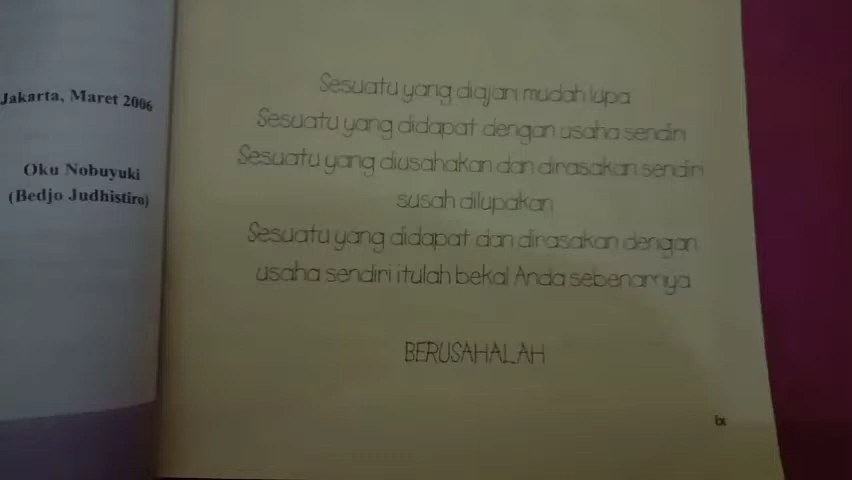 Jakarta, Maret 2006
Oku Nobuyuki
(Bedjo Judhistiro)
Sesuatu yang diajari mudah lupa
Sesuatu yang didapat dengan usaha sendiri
Sesuatu yang diusahakan dan dirasakan sendiri
susah dilupakan
Sesuatu yang didapat dan dirasakan dengan
usaha sendiri itulah bekal Anda sebenarnya
BERUSAHALAH
ix